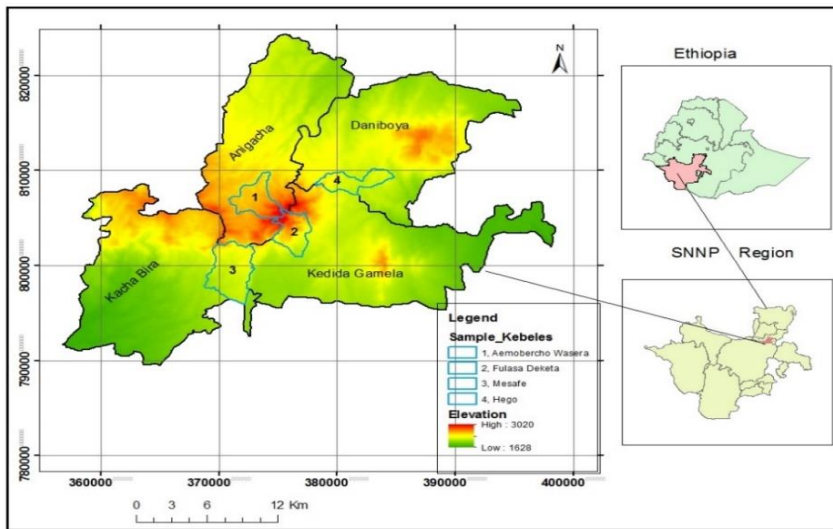 820000
810000
800000
790000
780000
360000
370000
380000
390000
400000
0 3 6 12 Km
N
Anigacha
Daniboya
Kacha Bira
Kedida Gamela
1
2
3
4
Legend
Sample_Kebeles
1, Aemobercho Wasera
2, Fulasa Deketa
3, Mesafe
4, Hego
Elevation
High : 3020
Low : 1628
Ethiopia
SNNP Region